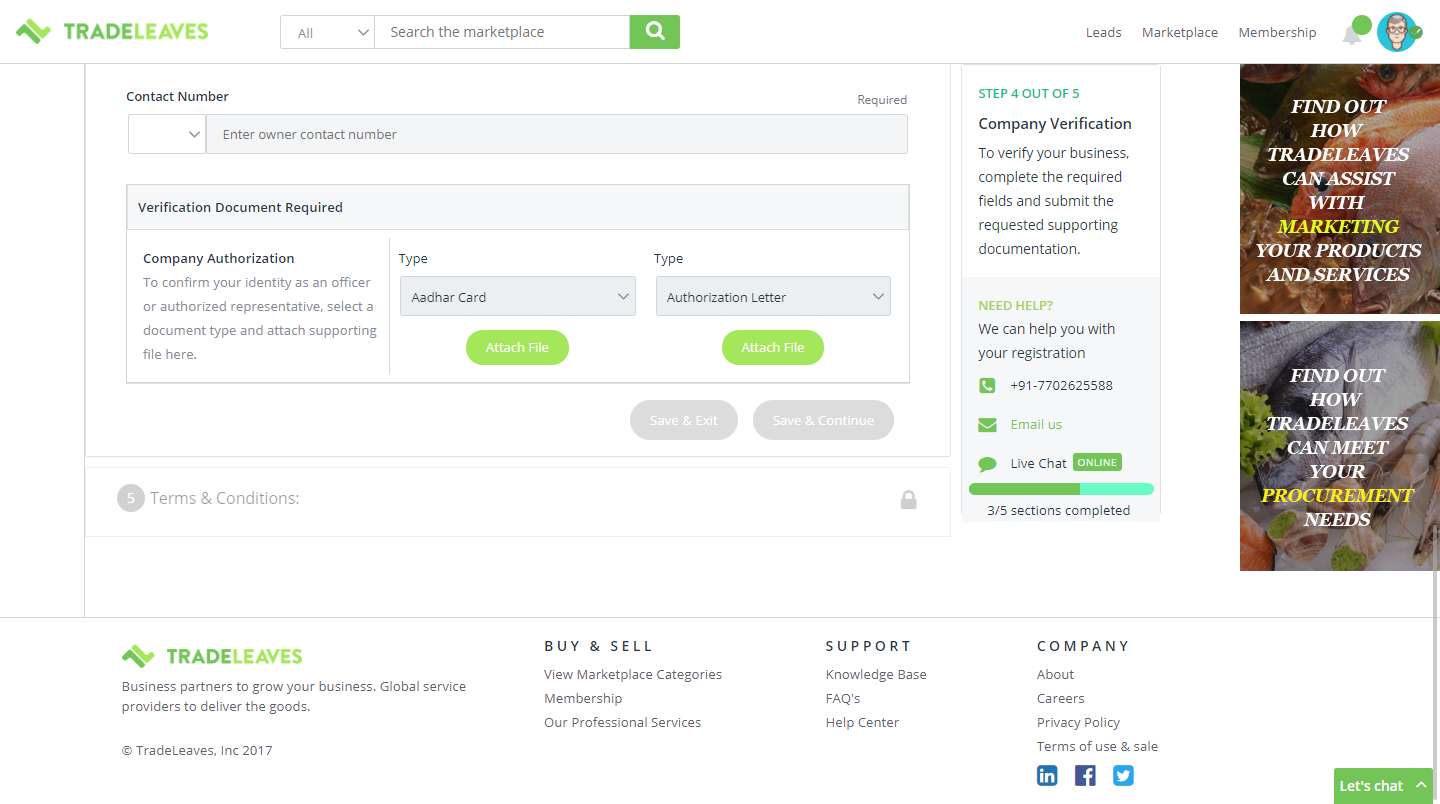 TRADELEAVES
All
Search the marketplace
Leads
Marketplace
Membership
Contact Number
Required
Enter owner contact number
Verification Document Required
Company Authorization
To confirm your identity as an officer
or authorized representative, select a
document type and attach supporting
file here.
Type
Aadhar Card
Attach File
Type
Authorization Letter
Attach File
Save & Exit
Save & Continue
5 Terms & Conditions:
STEP 4 OUT OF 5
Company Verification
To verify your business,
complete the required
fields and submit the
requested supporting
documentation.
NEED HELP?
We can help you with
your registration
+91-7702625588
Email us
Live Chat ONLINE
3/5 sections completed
FIND OUT
HOW
TRADELEAVES
CAN ASSIST
WITH
MARKETING
YOUR PRODUCTS
AND SERVICES
FIND OUT
HOW
TRADELEAVES
CAN MEET
YOUR
PROCUREMENT
NEEDS
TRADELEAVES
Business partners to grow your business. Global service
providers to deliver the goods.
© TradeLeaves, Inc 2017
BUY & SELL
View Marketplace Categories
Membership
Our Professional Services
SUPPORT
Knowledge Base
FAQ's
Help Center
COMPANY
About
Careers
Privacy Policy
Terms of use & sale
Let's chat